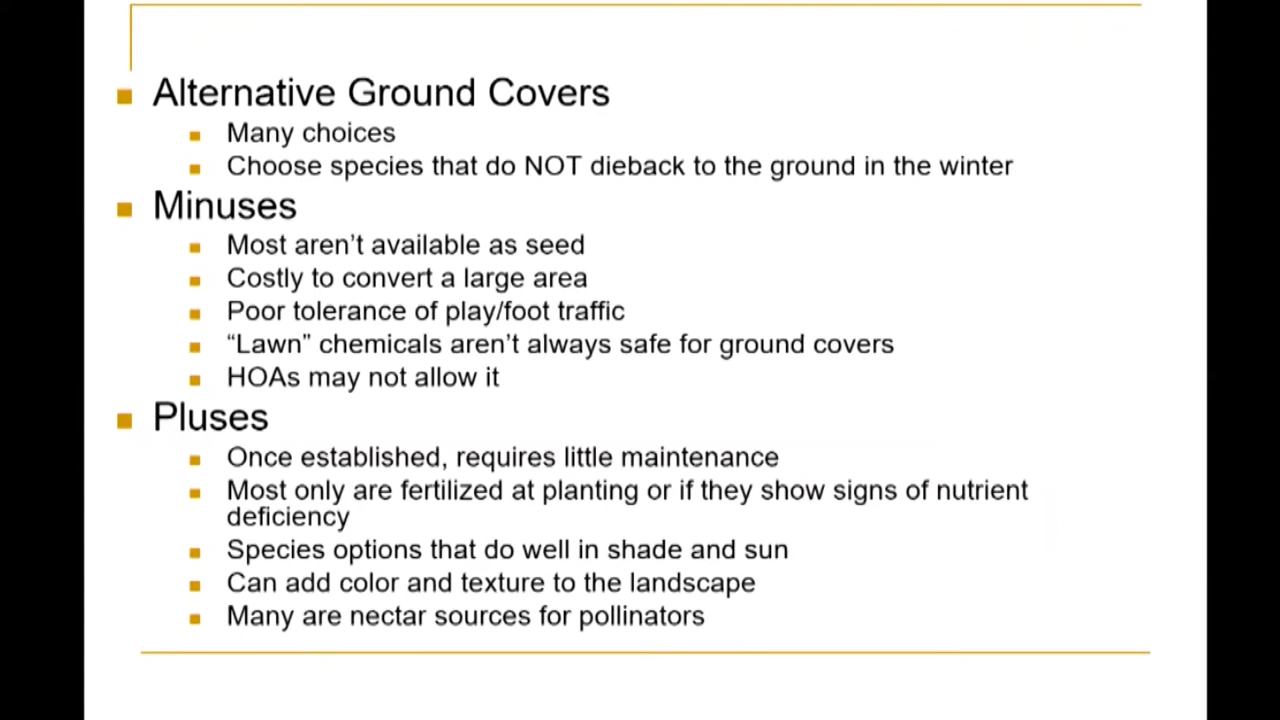 Alternative Ground Covers
Many choices
Choose species that do NOT dieback to the ground in the winter
Minuses
Most aren’t available as seed
Costly to convert a large area
Poor tolerance of play/foot traffic
“Lawn” chemicals aren’t always safe for ground covers
HOAs may not allow it
Pluses
Once established, requires little maintenance
Most only are fertilized at planting or if they show signs of nutrient
deficiency
Species options that do well in shade and sun
Can add color and texture to the landscape
Many are nectar sources for pollinators